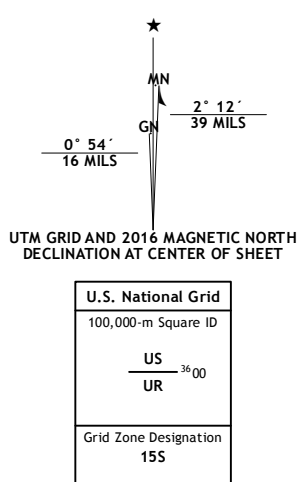 ★
MN
GN
2° 12´
39 MILS
0° 54´
16 MILS
UTM GRID AND 2016 MAGNETIC NORTH
DECLINATION AT CENTER OF SHEET
U.S. National Grid
100,000-m Square ID
US
3600
UR
Grid Zone Designation
15S